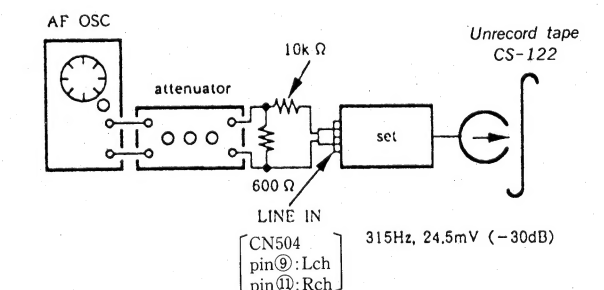 AF OSC
Unrecord tape
CS-122
10k Ω
attenuator
set
600 Ω
LINE IN
315Hz, 24.5mV (−30dB)
CN504
pin⑨:Lch
pin⑪:Rch